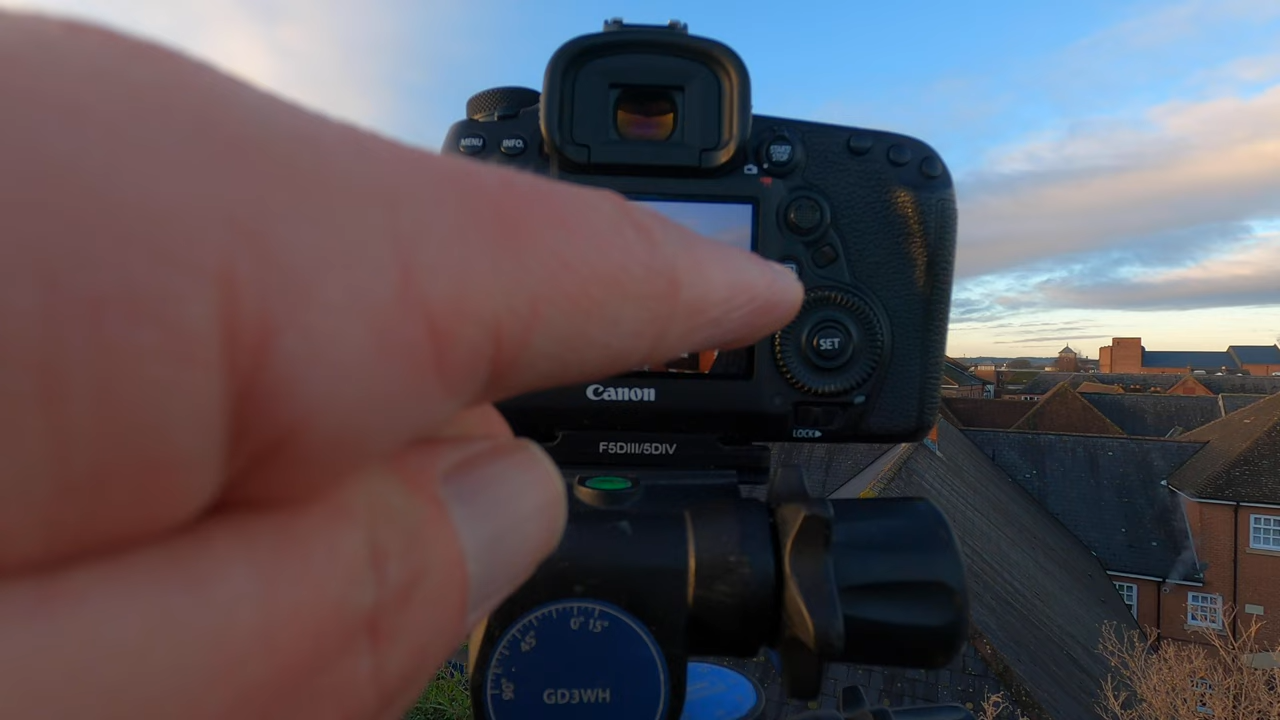 MENU
INFO.
START/
STOP
SET
Canon
LOCK▶
F5DIII/5DIV
0° 15°
45°
90°
GD3WH